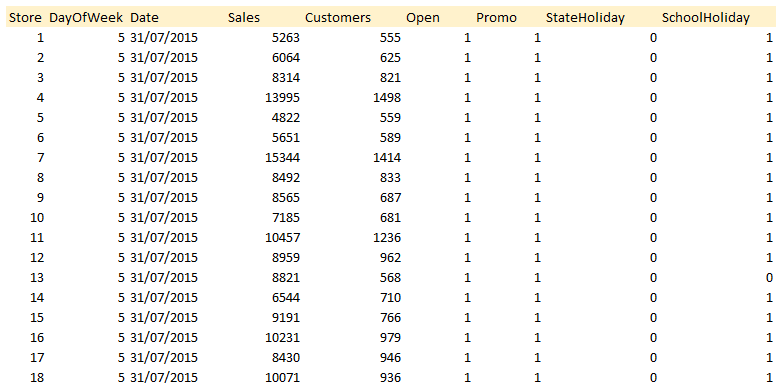 Store DayOfWeek Date Sales Customers Open Promo StateHoliday SchoolHoliday
1 5 31/07/2015 5263 555 1 1 0 1
2 5 31/07/2015 6064 625 1 1 0 1
3 5 31/07/2015 8314 821 1 1 0 1
4 5 31/07/2015 13995 1498 1 1 0 1
5 5 31/07/2015 4822 559 1 1 0 1
6 5 31/07/2015 5651 589 1 1 0 1
7 5 31/07/2015 15344 1414 1 1 0 1
8 5 31/07/2015 8492 833 1 1 0 1
9 5 31/07/2015 8565 687 1 1 0 1
10 5 31/07/2015 7185 681 1 1 0 1
11 5 31/07/2015 10457 1236 1 1 0 1
12 5 31/07/2015 8959 962 1 1 0 1
13 5 31/07/2015 8821 568 1 1 0 0
14 5 31/07/2015 6544 710 1 1 0 1
15 5 31/07/2015 9191 766 1 1 0 1
16 5 31/07/2015 10231 979 1 1 0 1
17 5 31/07/2015 8430 946 1 1 0 1
18 5 31/07/2015 10071 936 1 1 0 1